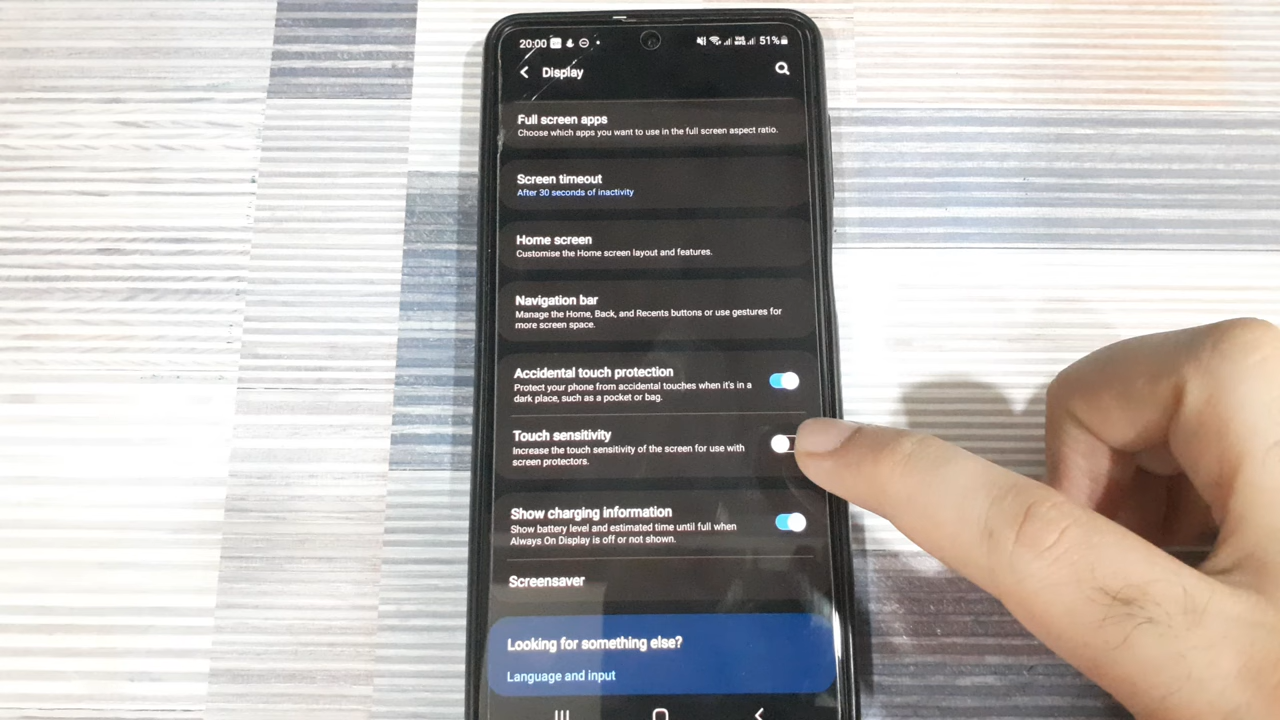 20:00 51%
Display
Full screen apps
Choose which apps you want to use in the full screen aspect ratio.
Screen timeout
After 30 seconds of inactivity
Home screen
Customise the Home screen layout and features.
Navigation bar
Manage the Home, Back, and Recents buttons or use gestures for
more screen space.
Accidental touch protection
Protect your phone from accidental touches when it's in a
dark place, such as a pocket or bag.
Touch sensitivity
Increase the touch sensitivity of the screen for use with
screen protectors.
Show charging information
Show battery level and estimated time until full when
Always On Display is off or not shown.
Screensaver
Looking for something else?
Language and input